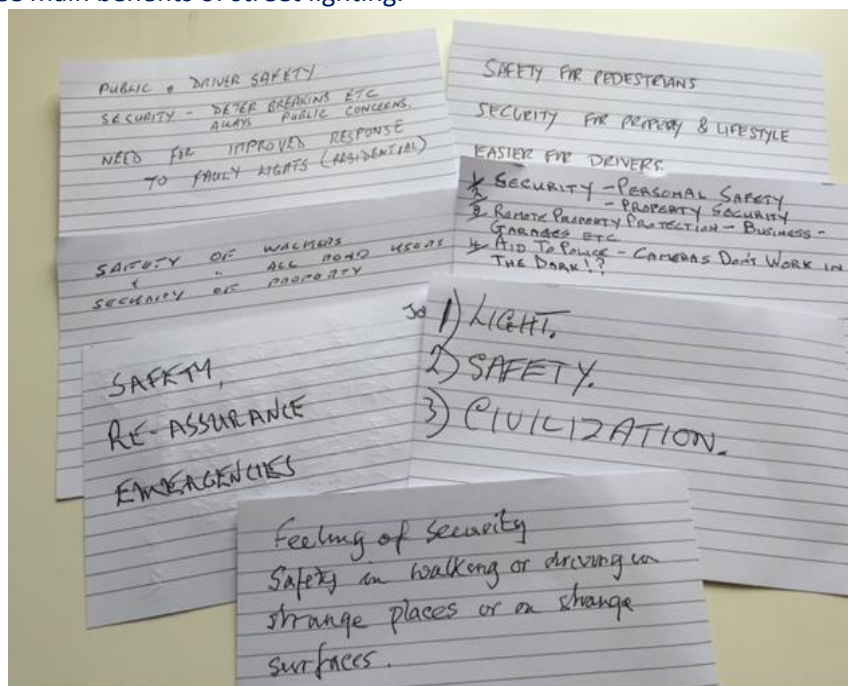 se main benefits of street lighting.
PUBLIC & DRIVER SAFETY
SECURITY - DETER BREAKINS ETC
ALLAYS PUBLIC CONCERNS.
NEED FOR IMPROVED RESPONSE
TO FAULTY LIGHTS (RESIDENTIAL)
SAFETY FOR PEDESTRIANS
SECURITY FOR PROPERTY & LIFESTYLE
EASIER FOR DRIVERS.
SAFETY OF WALKERS
" " ALL ROAD USERS
SECURITY OF PROPERTY
1 SECURITY - PERSONAL SAFETY
2 - PROPERTY SECURITY
3 REMOTE PROPERTY PROTECTION - BUSINESS -
GARAGES ETC.
4 AID TO POLICE - CAMERAS DON'T WORK IN
THE DARK!?
SAFETY,
RE-ASSURANCE
EMERGENCIES
1) LIGHT.
2) SAFETY.
3) CIVILIZATION.
Feeling of security
Safety in walking or driving in
strange places or on strange
surfaces.